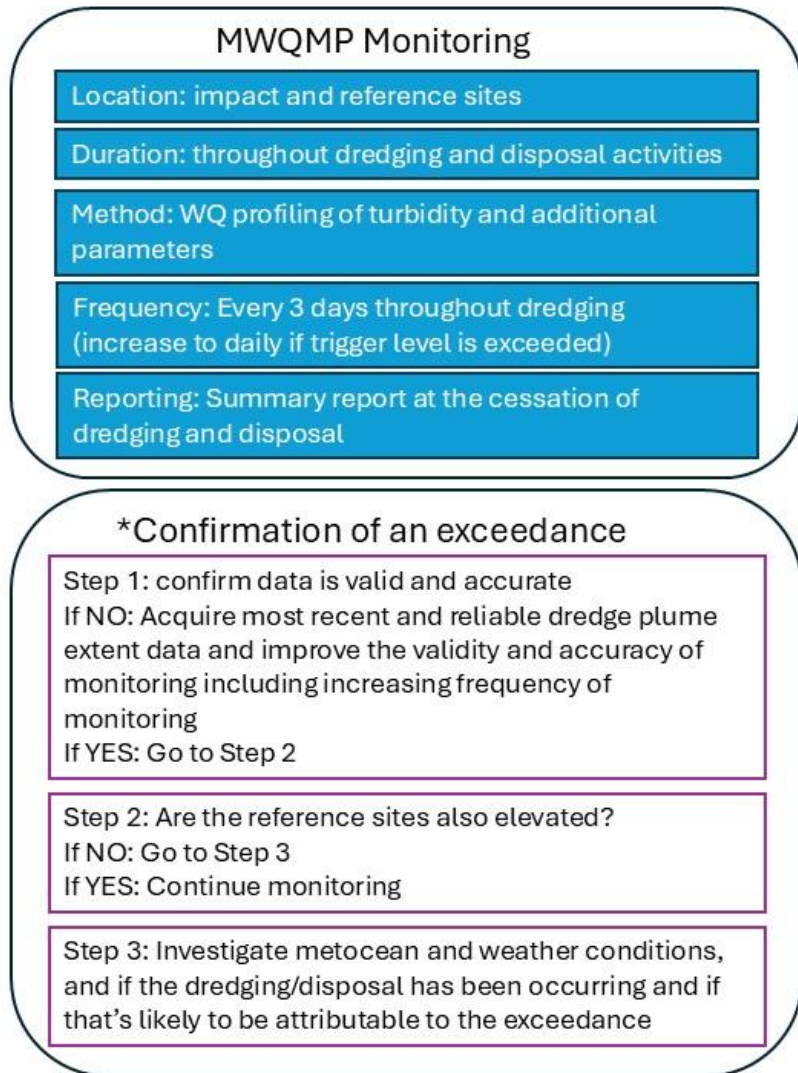 MWQMP Monitoring
Location: impact and reference sites
Duration: throughout dredging and disposal activities
Method: WQ profiling of turbidity and additional
parameters
Frequency: Every 3 days throughout dredging
(increase to daily if trigger level is exceeded)
Reporting: Summary report at the cessation of
dredging and disposal
*Confirmation of an exceedance
Step 1: confirm data is valid and accurate
If NO: Acquire most recent and reliable dredge plume
extent data and improve the validity and accuracy of
monitoring including increasing frequency of
monitoring
If YES: Go to Step 2
Step 2: Are the reference sites also elevated?
If NO: Go to Step 3
If YES: Continue monitoring
Step 3: Investigate metocean and weather conditions,
and if the dredging/disposal has been occurring and if
that's likely to be attributable to the exceedance